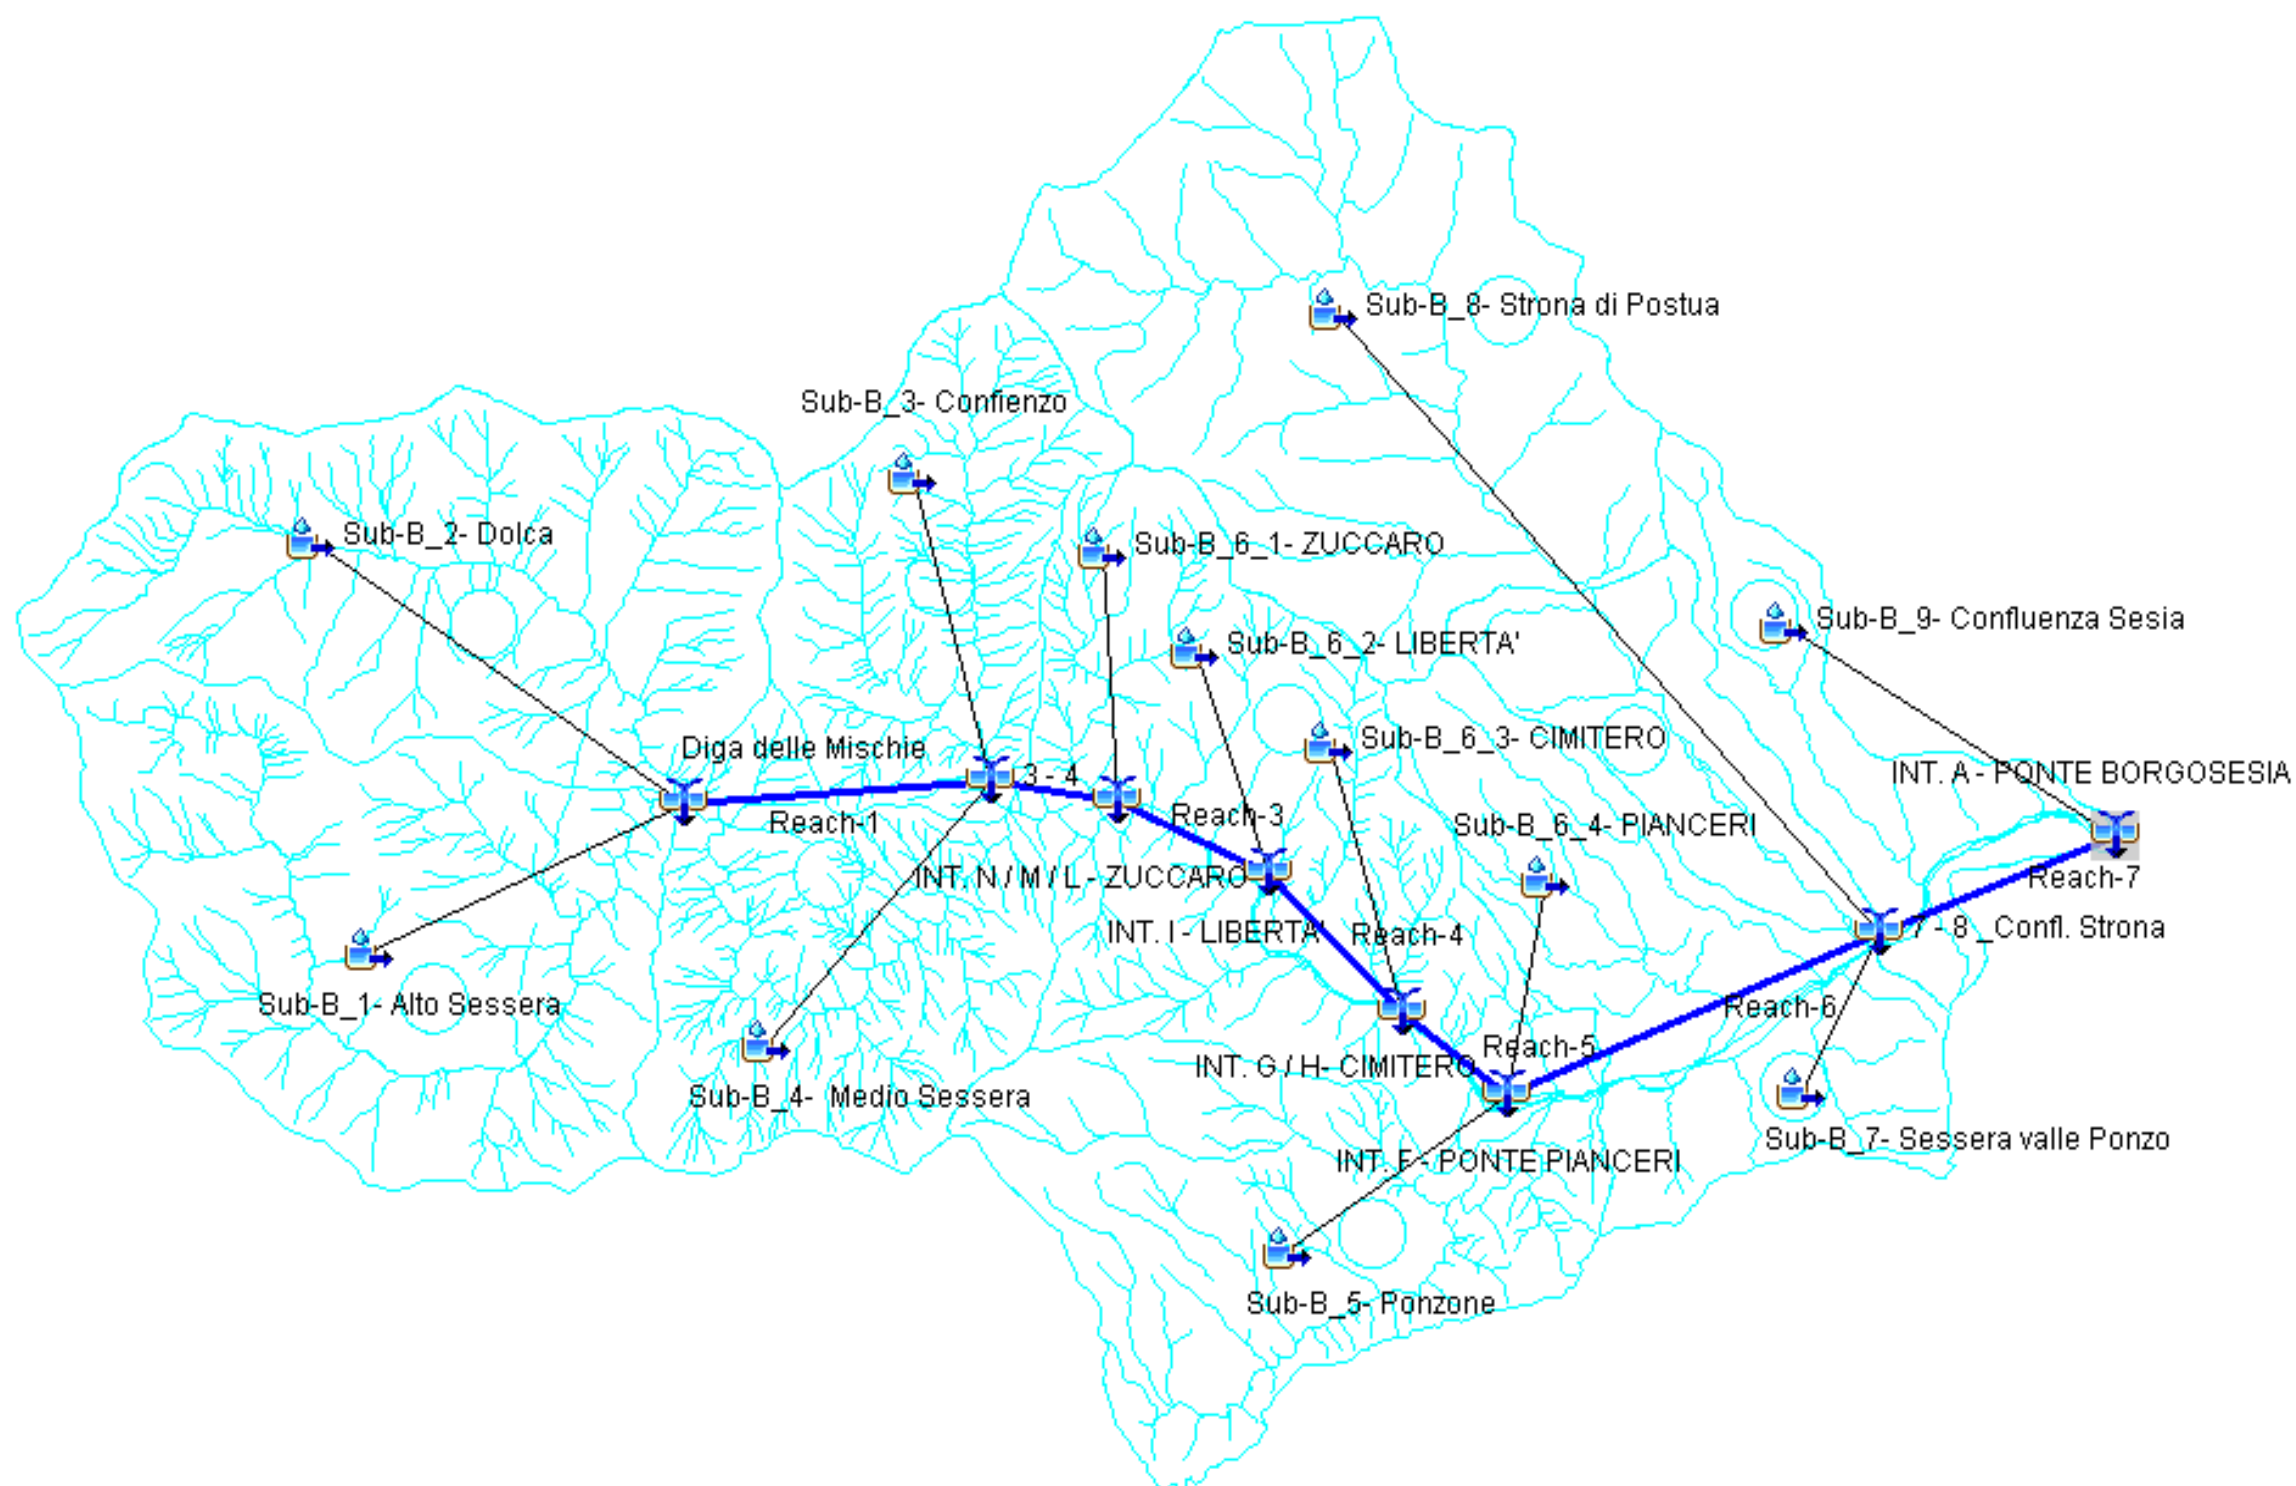 Sub-B_8- Strona di Postua
Sub-B_3- Confienzo
Sub-B_2- Dolca
Sub-B_6_1- ZUCCARO
Sub-B_9- Confluenza Sesia
Sub-B_6_2- LIBERTA'
Sub-B_6_3- CIMITERO
Diga delle Mischie
3 - 4
INT. A - PONTE BORGOSESIA
Reach-1
Reach-3
Sub-B_6_4- PIANCERI
INT. N / M / L - ZUCCARO
Reach-7
INT. I - LIBERTA'
Reach-4
7 - 8 _Confl. Strona
Sub-B_1- Alto Sessera
Reach-6
Reach-5
INT. G / H- CIMITERO
Sub-B_4- Medio Sessera
Sub-B_7- Sessera valle Ponzo
INT. F - PONTE PIANCERI
Sub-B_5- Ponzone